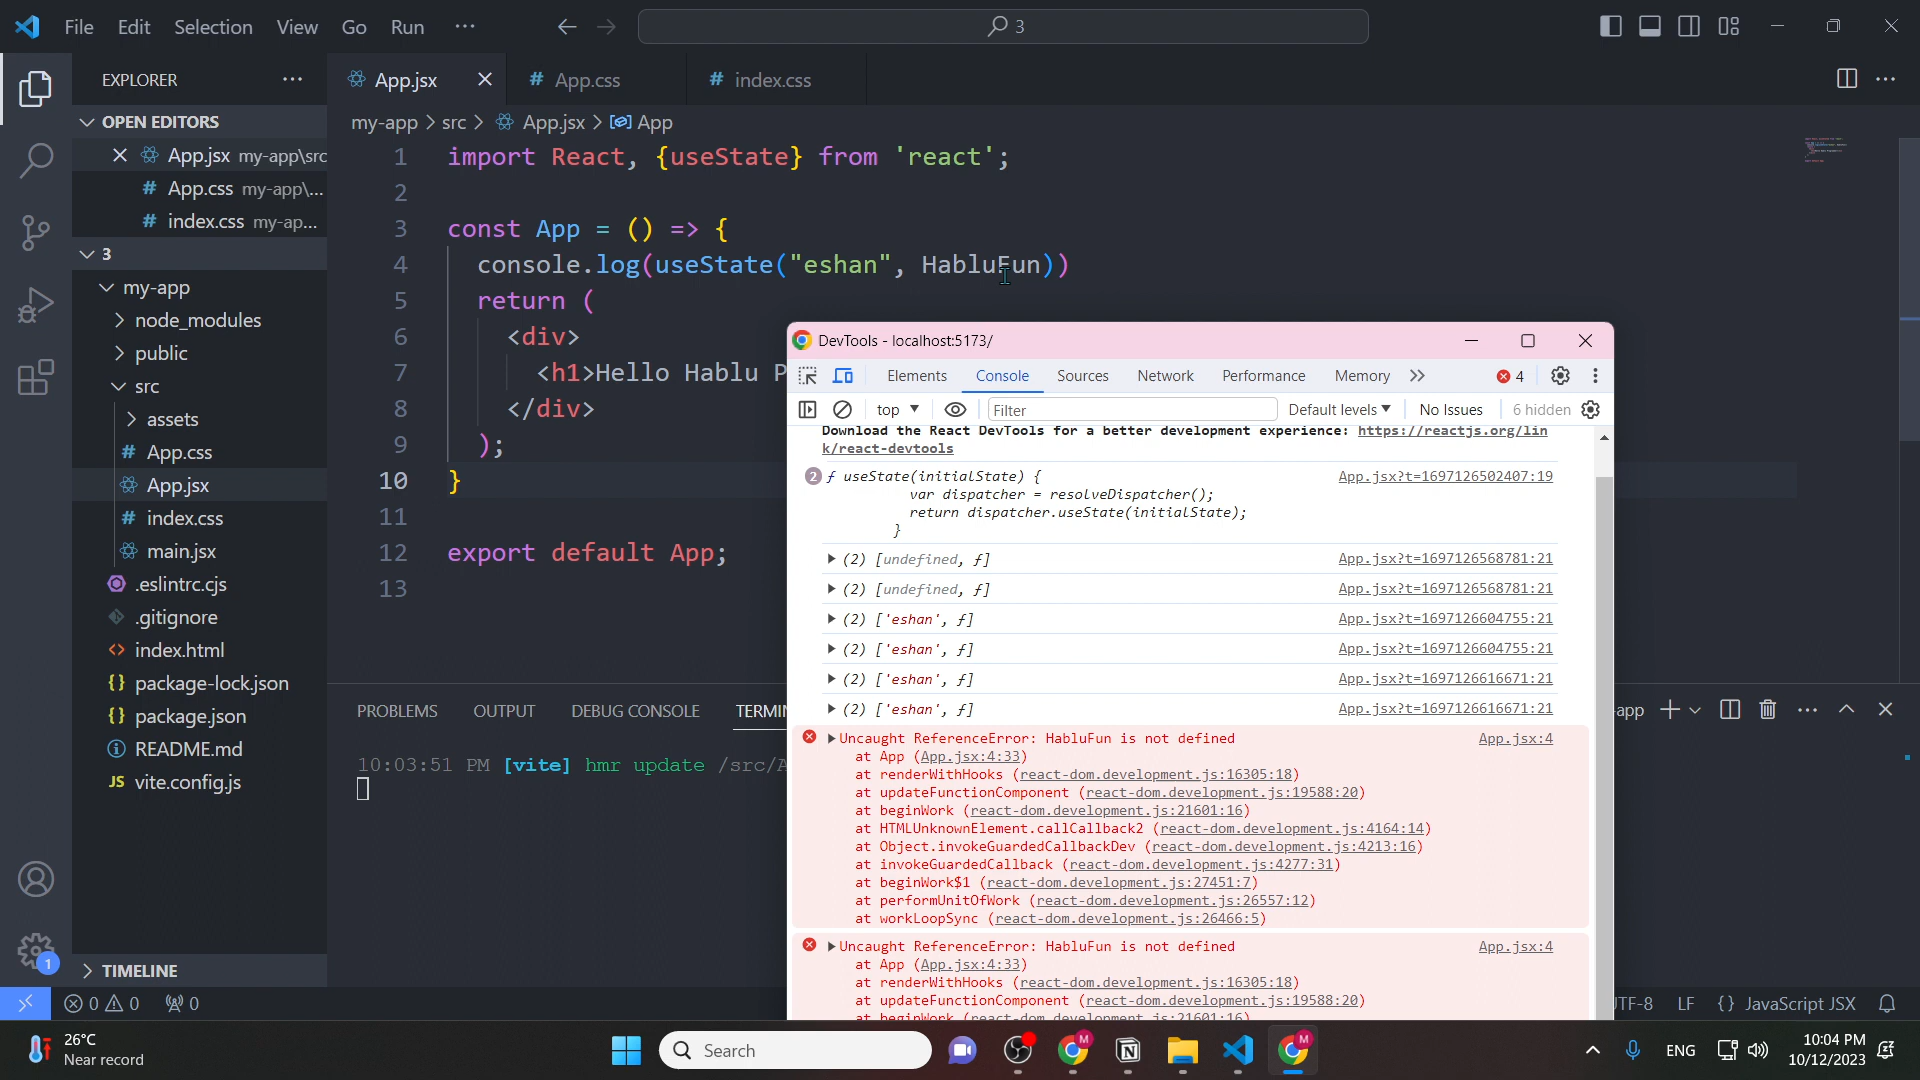 File Edit Selection View Go Run ··· 3
EXPLORER ···
OPEN EDITORS
App.jsx my-app\src
# App.css my-app\...
# index.css my-ap...
3
my-app
node_modules
public
src
assets
# App.css
App.jsx
# index.css
main.jsx
.eslintrc.cjs
.gitignore
<> index.html
{} package-lock.json
{} package.json
README.md
JS vite.config.js
TIMELINE
App.jsx # App.css # index.css
my-app > src > App.jsx > App
1 import React, {useState} from 'react';
2
3 const App = () => {
4 console.log(useState("eshan", HabluFun))
5 return (
6 <div>
7 <h1>Hello Hablu P
8 </div>
9 );
10 }
11
12 export default App;
13
PROBLEMS OUTPUT DEBUG CONSOLE TERMIN
-app
10:03:51 PM [vite] hmr update /src/A
DevTools - localhost:5173/
Elements Console Sources Network Performance Memory 4
top Filter Default levels No Issues 6 hidden
Download the React DevTools for a better development experience: https://reactjs.org/lin
k/react-devtools
2 ƒ useState(initialState) { App.jsx?t=1697126502407:19
var dispatcher = resolveDispatcher();
return dispatcher.useState(initialState);
}
(2) [undefined, ƒ] App.jsx?t=1697126568781:21
(2) [undefined, ƒ] App.jsx?t=1697126568781:21
(2) ['eshan', ƒ] App.jsx?t=1697126604755:21
(2) ['eshan', ƒ] App.jsx?t=1697126604755:21
(2) ['eshan', ƒ] App.jsx?t=1697126616671:21
(2) ['eshan', ƒ] App.jsx?t=1697126616671:21
Uncaught ReferenceError: HabluFun is not defined App.jsx:4
at App (App.jsx:4:33)
at renderWithHooks (react-dom.development.js:16305:18)
at updateFunctionComponent (react-dom.development.js:19588:20)
at beginWork (react-dom.development.js:21601:16)
at HTMLUnknownElement.callCallback2 (react-dom.development.js:4164:14)
at Object.invokeGuardedCallbackDev (react-dom.development.js:4213:16)
at invokeGuardedCallback (react-dom.development.js:4277:31)
at beginWork$1 (react-dom.development.js:27451:7)
at performUnitOfWork (react-dom.development.js:26557:12)
at workLoopSync (react-dom.development.js:26466:5)
Uncaught ReferenceError: HabluFun is not defined App.jsx:4
at App (App.jsx:4:33)
at renderWithHooks (react-dom.development.js:16305:18)
at updateFunctionComponent (react-dom.development.js:19588:20)
at beginWork (react-dom.development.js:21601:16)
1
0 0 0 UTF-8 LF {} JavaScript JSX
26°C
Near record
Search
M M
ENG
10:04 PM
10/12/2023